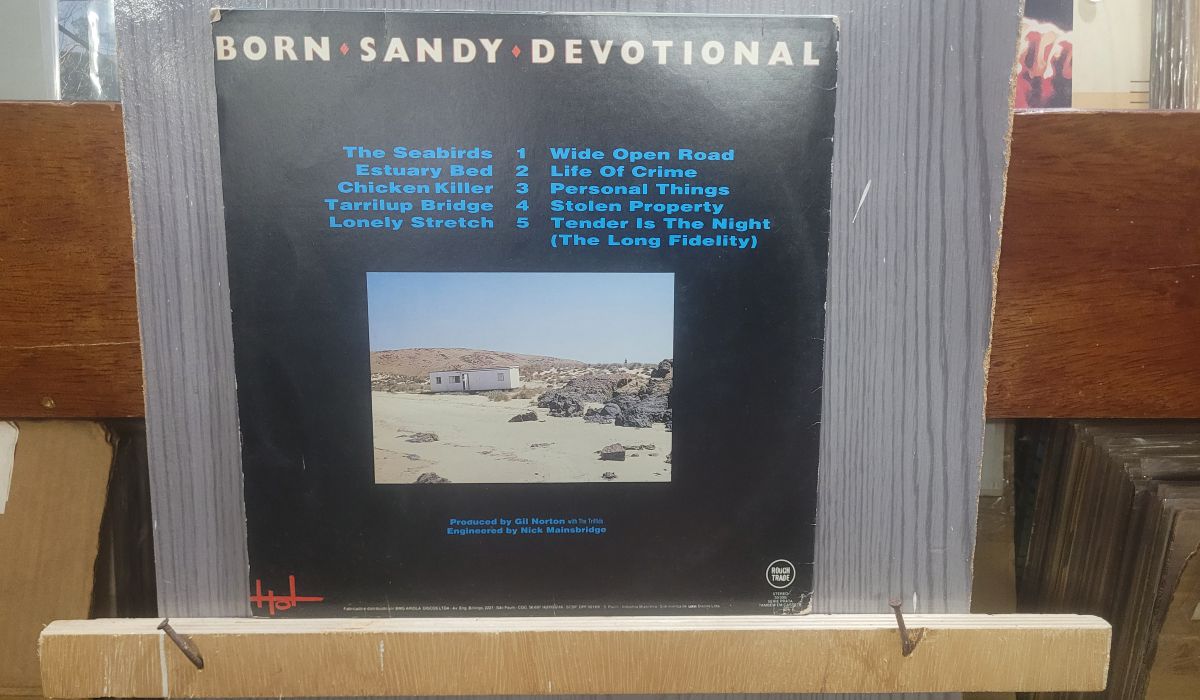 BORN ♦ SANDY ♦ DEVOTIONAL
The Seabirds 1 Wide Open Road
Estuary Bed 2 Life Of Crime
Chicken Killer 3 Personal Things
Tarrilup Bridge 4 Stolen Property
Lonely Stretch 5 Tender Is The Night
(The Long Fidelity)
Produced by Gil Norton with The Triffids
Engineered by Nick Mainsbridge
Hot
ROUGH
TRADE
STEREO